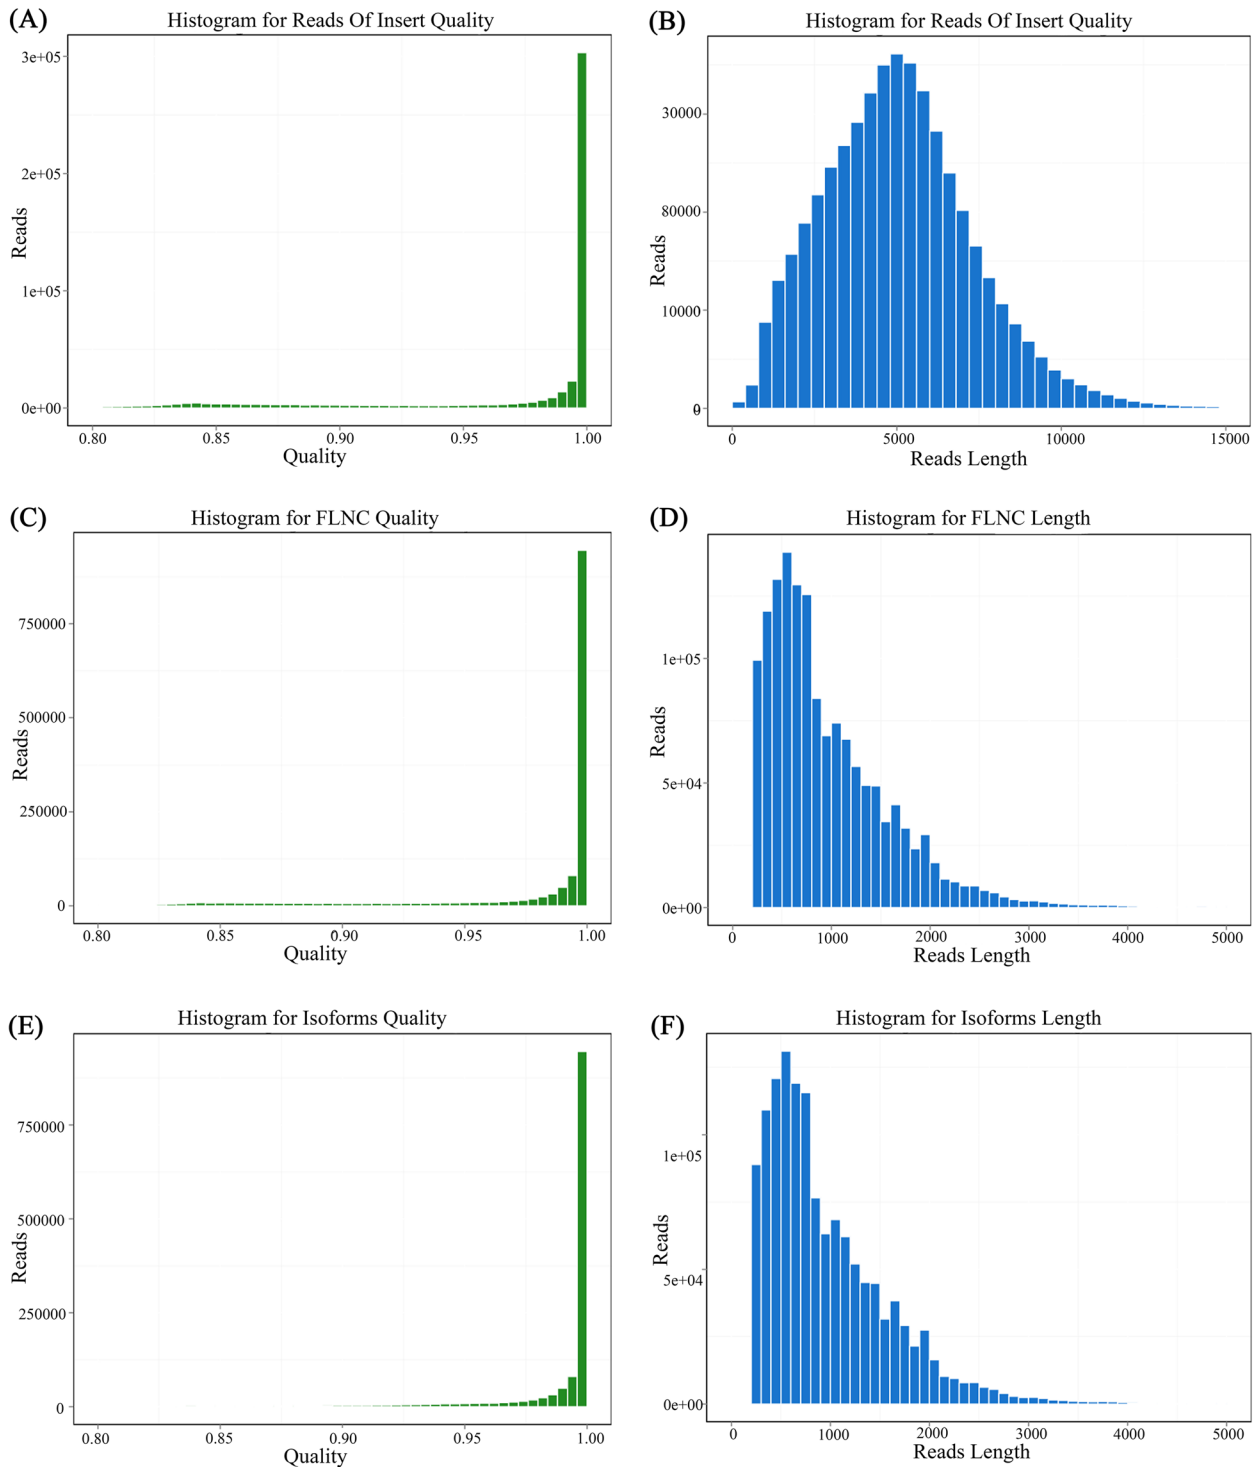 (A)
Histogram for Reads Of Insert Quality
3e+05
2e+05
1e+05
0e+00
Reads
0.80 0.85 0.90 0.95 1.00
Quality
(B)
Histogram for Reads Of Insert Quality
30000
80000
10000
0
Reads
0 5000 10000 15000
Reads Length
(C)
Histogram for FLNC Quality
750000
500000
250000
0
Reads
0.80 0.85 0.90 0.95 1.00
Quality
(D)
Histogram for FLNC Length
1e+05
5e+04
0e+00
Reads
0 1000 2000 3000 4000 5000
Reads Length
(E)
Histogram for Isoforms Quality
750000
500000
250000
0
Reads
0.80 0.85 0.90 0.95 1.00
Quality
(F)
Histogram for Isoforms Length
1e+05
5e+04
0e+00
Reads
0 1000 2000 3000 4000 5000
Reads Length